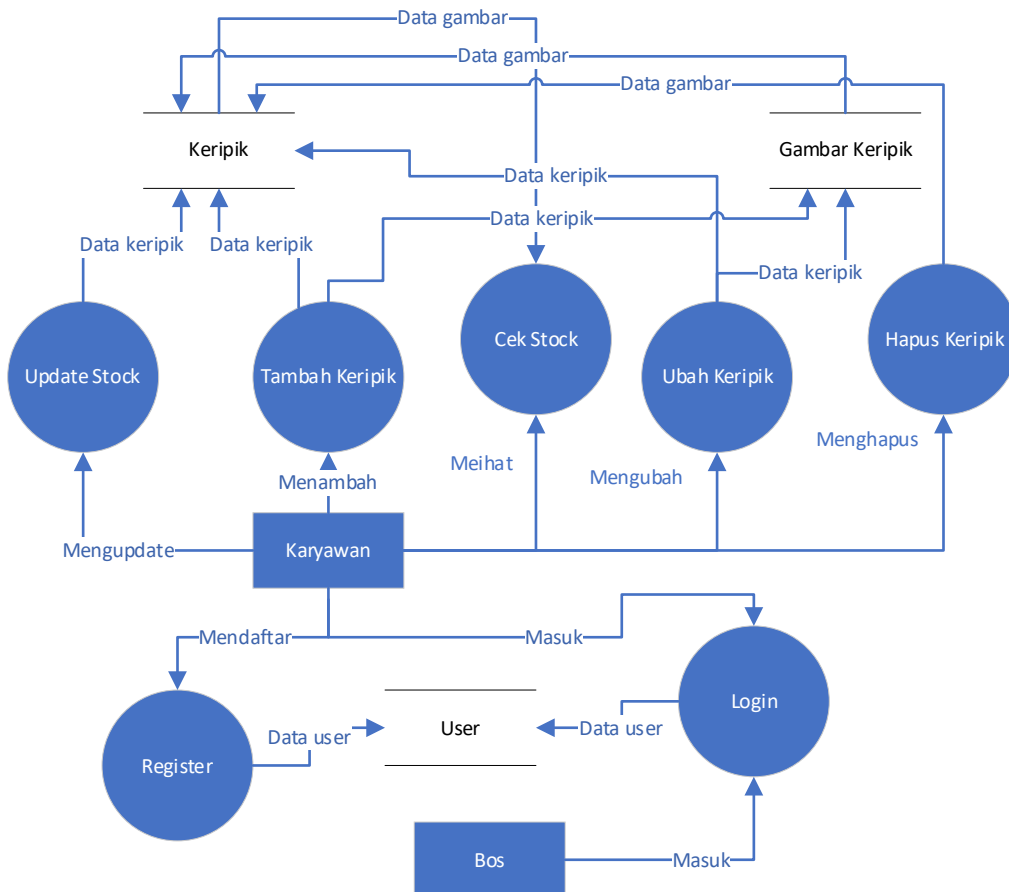 Data gambar
Data gambar
Data gambar
Keripik
Gambar Keripik
Data keripik
Data keripik
Data keripik
Data keripik
Data keripik
Cek Stock
Hapus Keripik
Update Stock
Tambah Keripik
Ubah Keripik
Menghapus
Meihat
Mengubah
Menambah
Mengupdate
Karyawan
Mendaftar
Masuk
Login
User
Data user
Data user
Register
Bos
Masuk